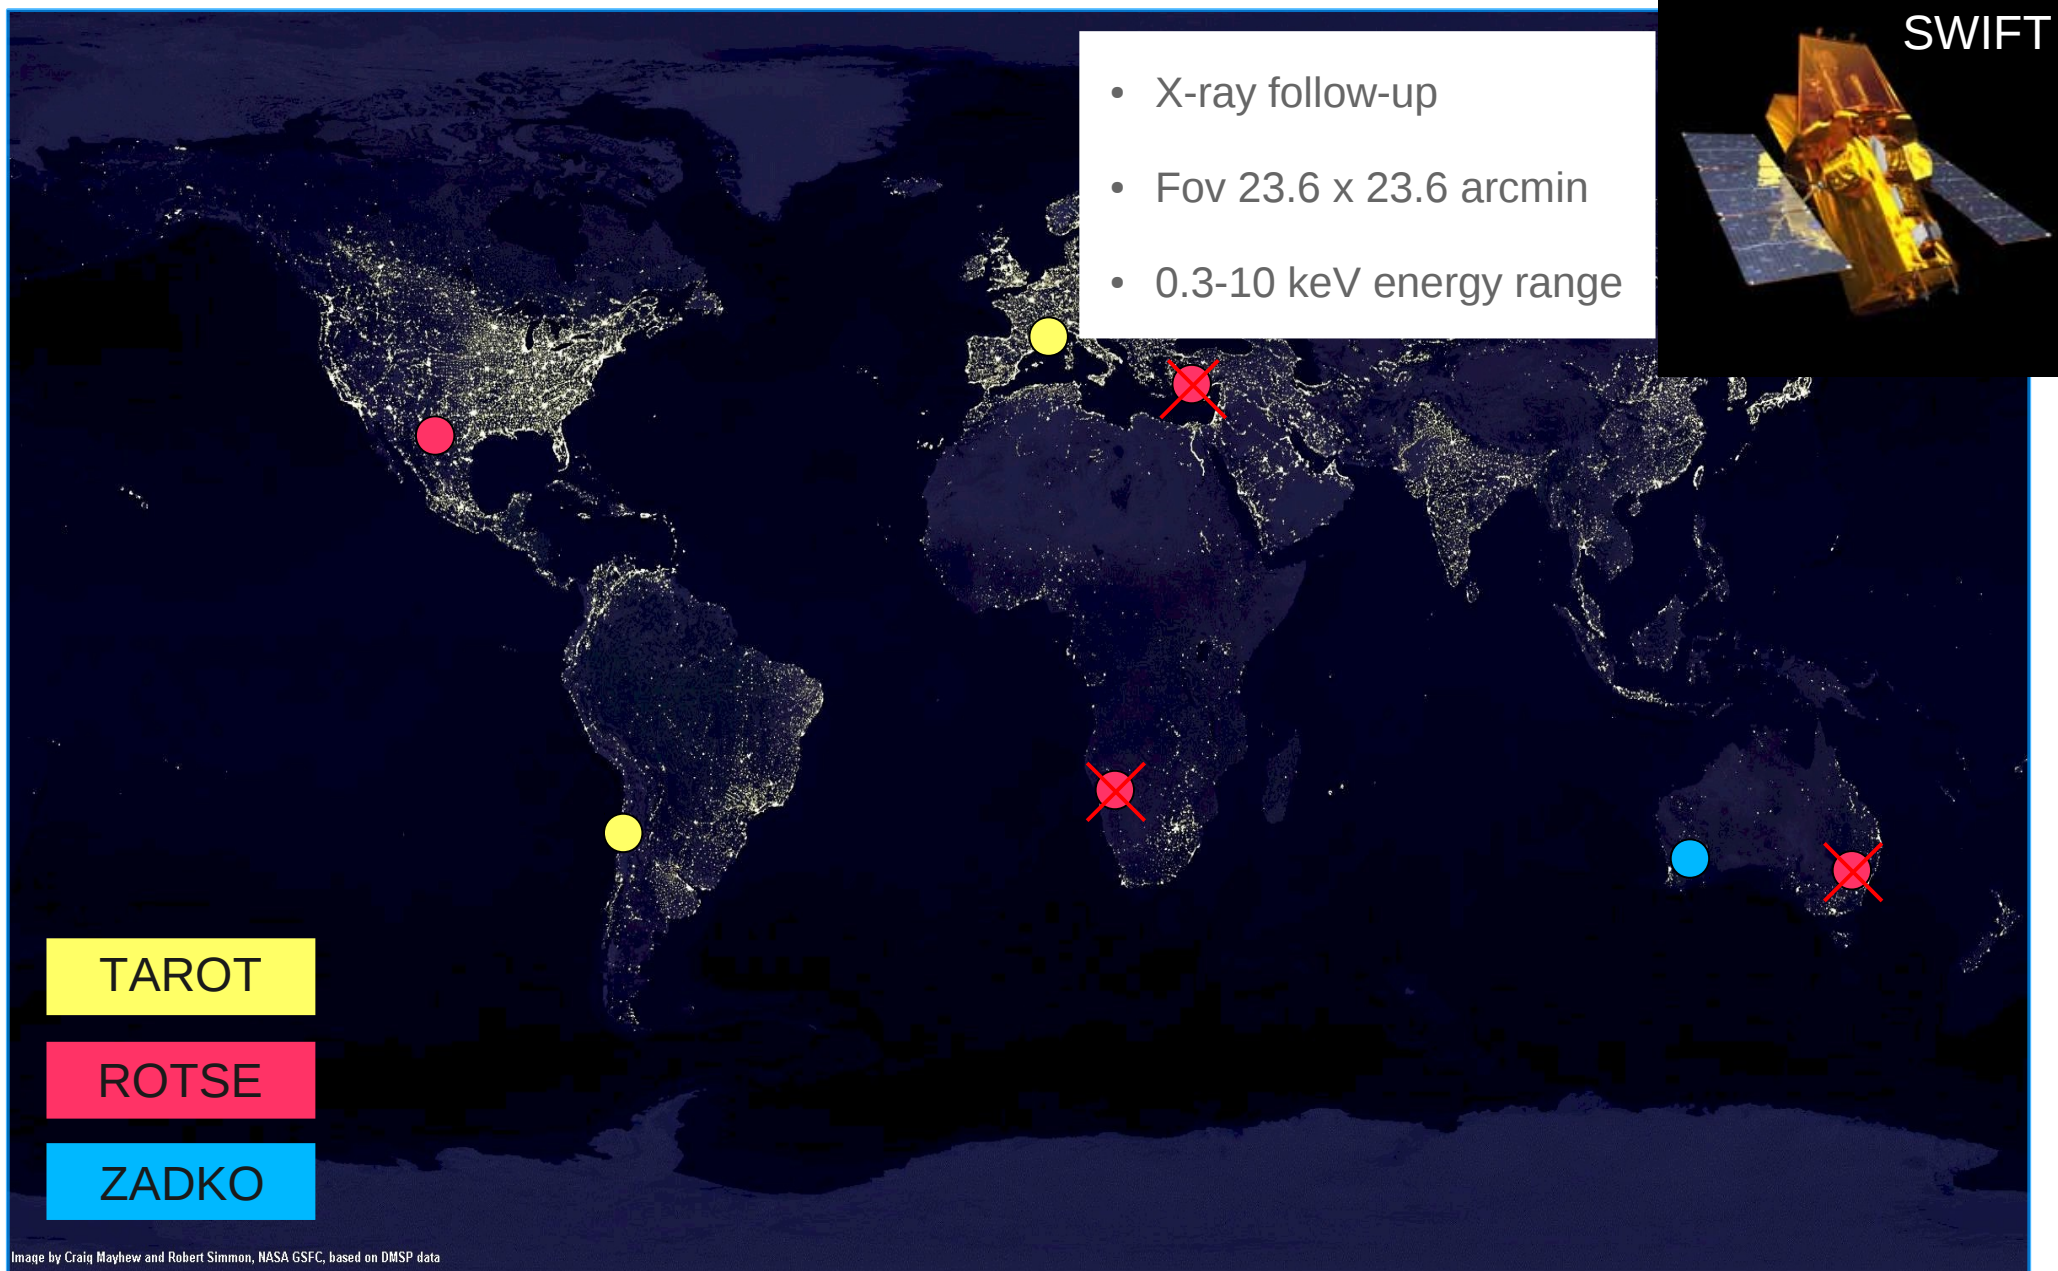 SWIFT
• X-ray follow-up
• Fov 23.6 x 23.6 arcmin
• 0.3-10 keV energy range
TAROT
ROTSE
ZADKO
Image by Craig Mayhew and Robert Simmon, NASA GSFC, based on DMSP data